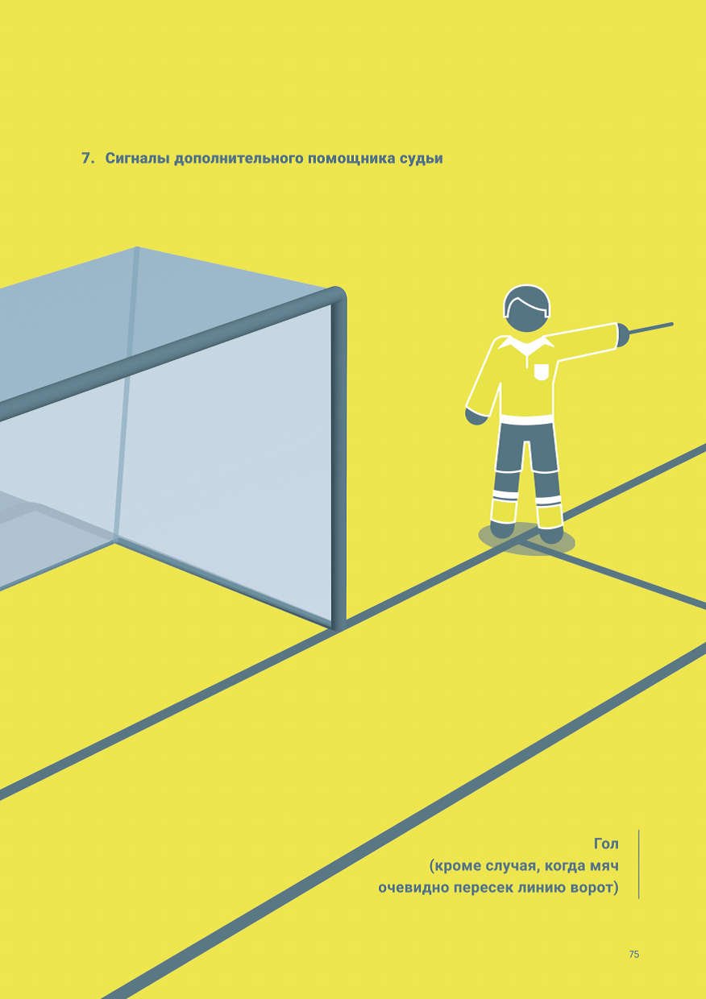 7. Сигналы дополнительного помощника судьи
Гол
(кроме случая, когда мяч
очевидно пересек линию ворот)
75